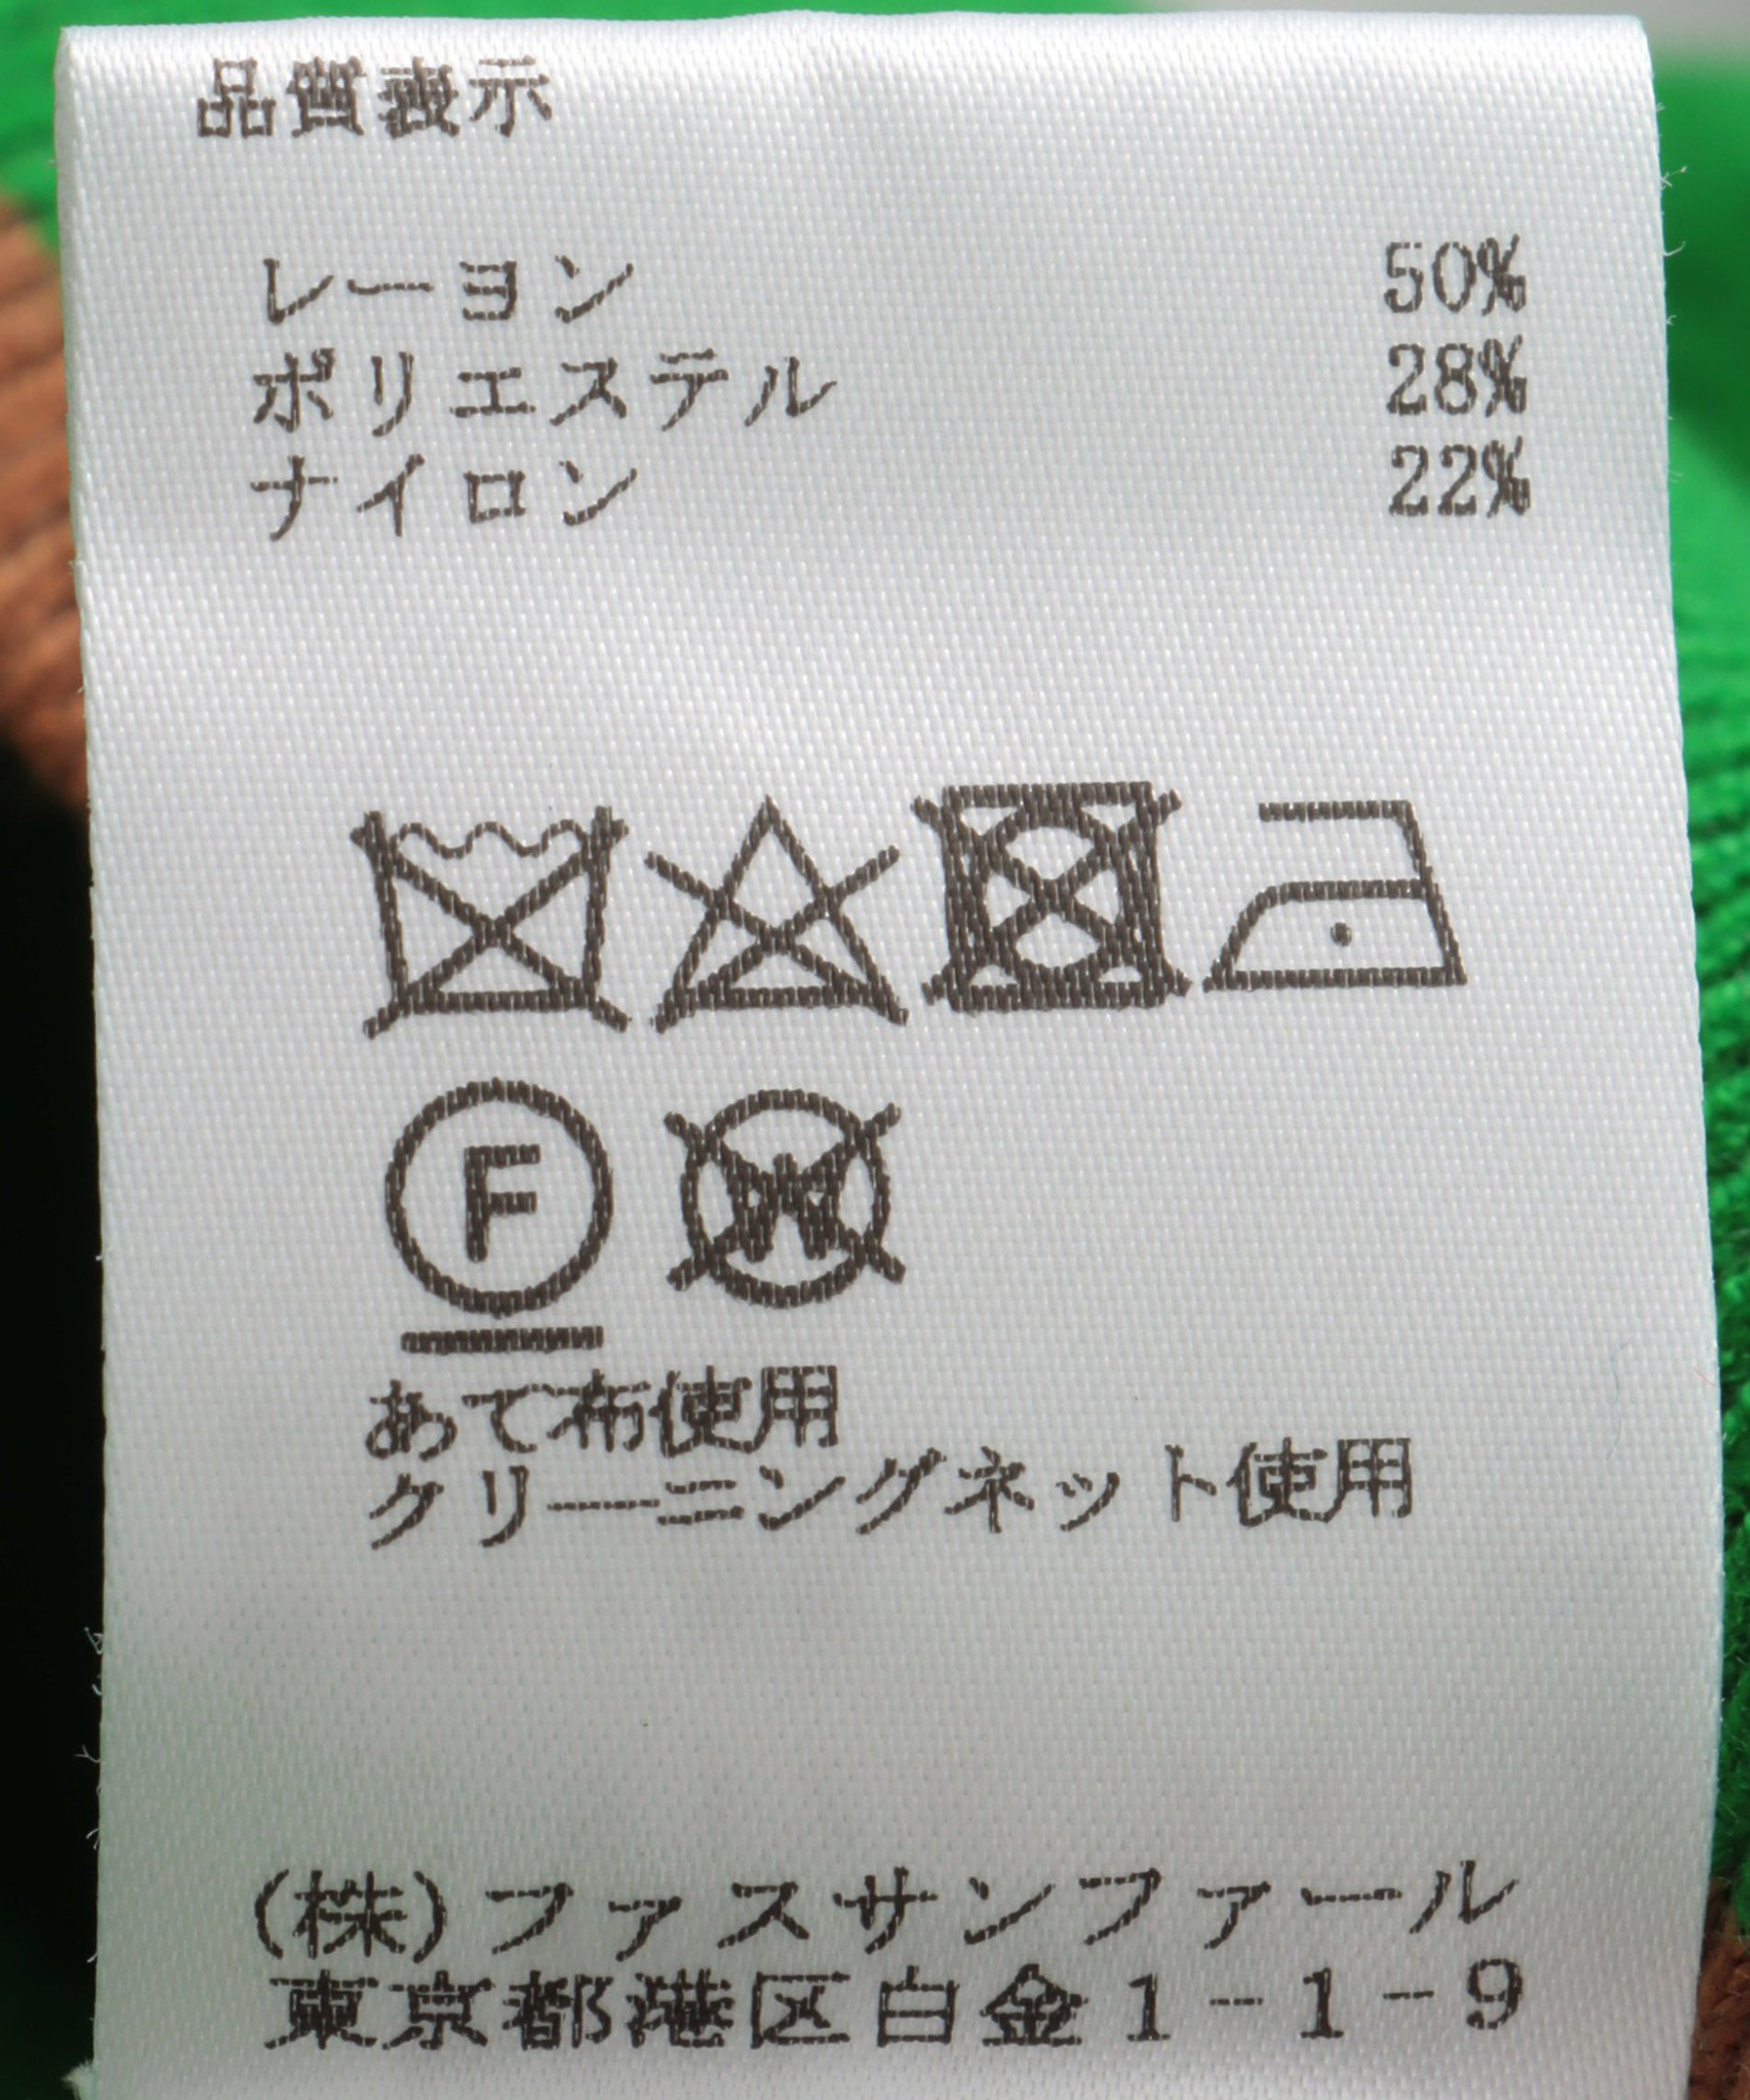 品質表示
レーヨン 50%
ポリエステル 28%
ナイロン 22%
F W
あて布使用
クリーニングネット使用
(株)ファスサンファール
東京都港区白金1-1-9